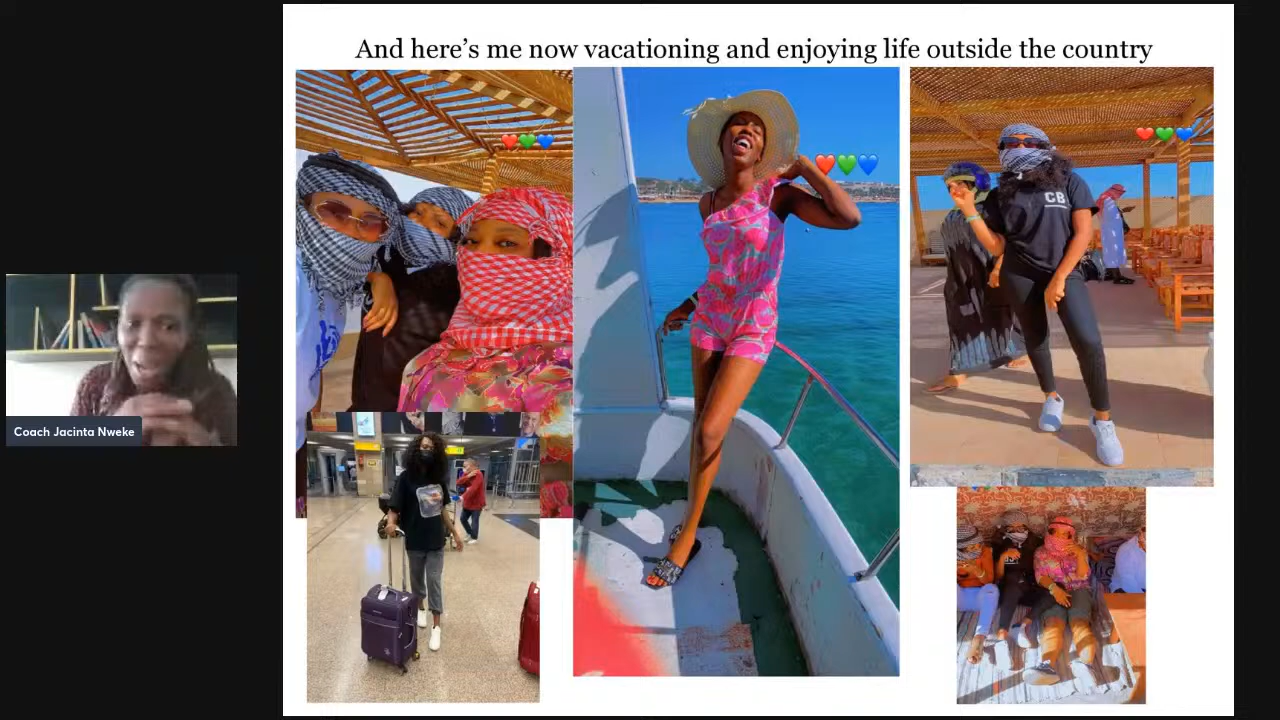 And here’s me now vacationing and enjoying life outside the country
CB
Coach Jacinta Nweke